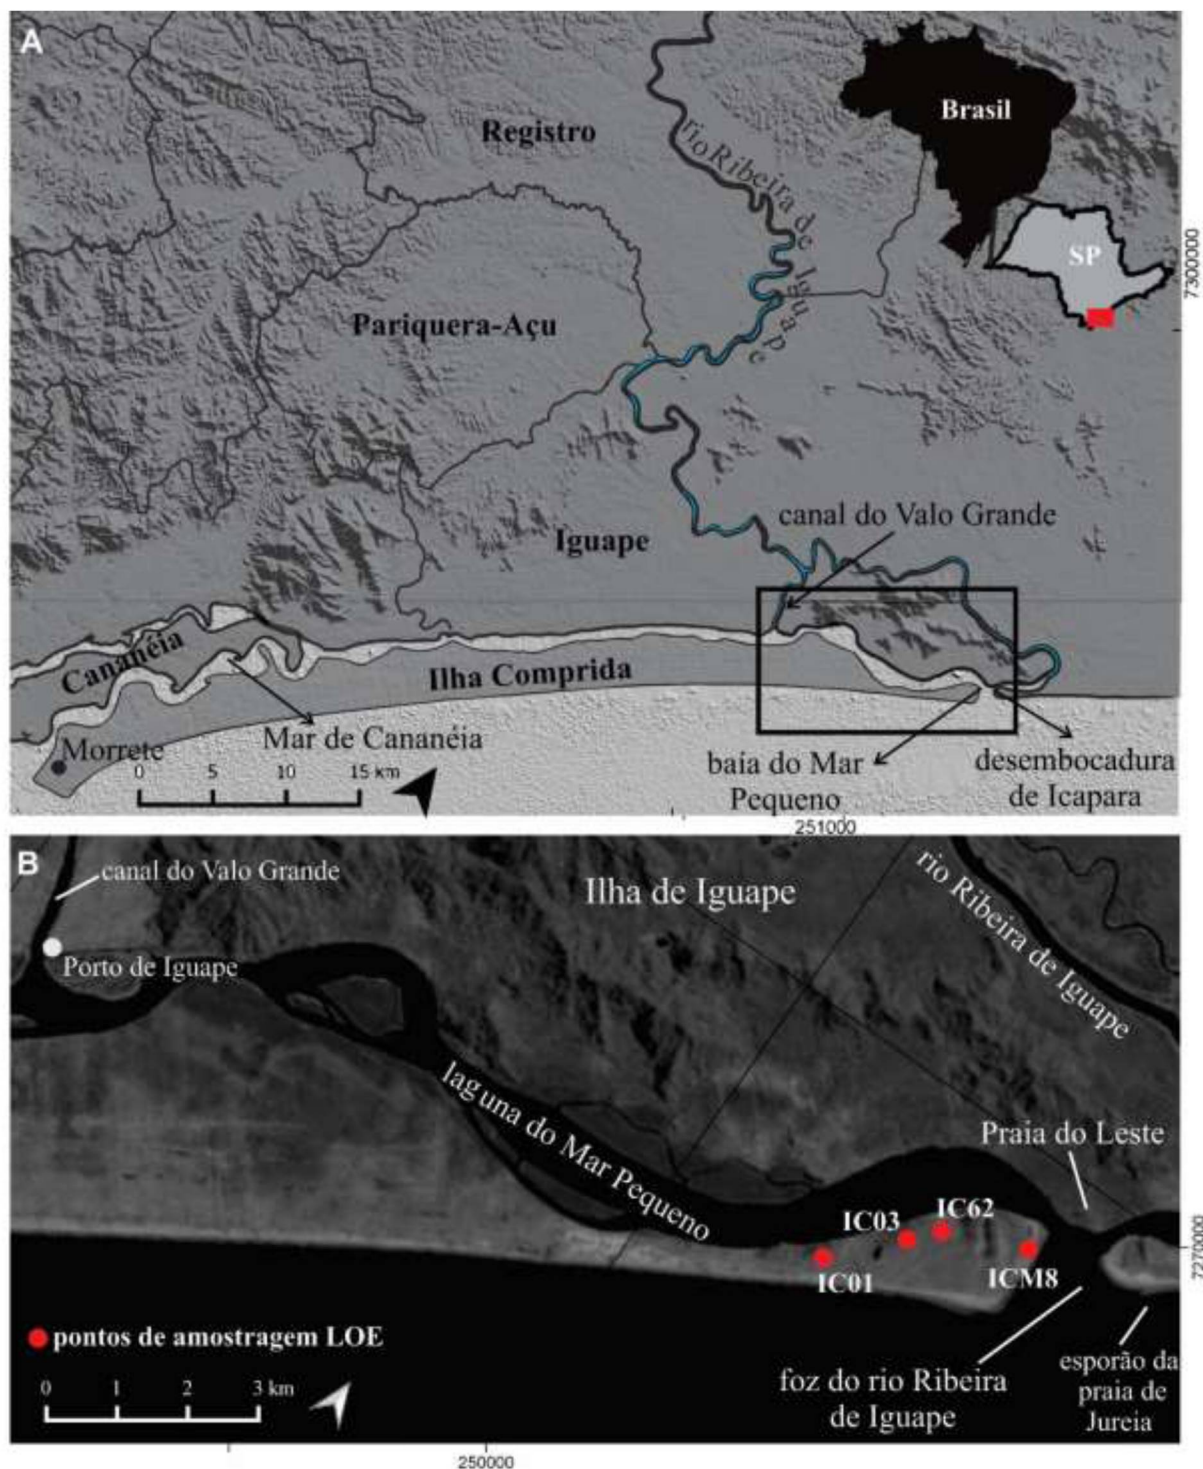 A
Registro
rio Ribeira de Iguape
Brasil
SP
7300000
Pariquera-Açu
canal do Valo Grande
Iguape
Cananéia
Ilha Comprida
Mar de Cananéia
Morrete
0 5 10 15 km
baía do Mar
Pequeno
desembocadura
de Icapara
251000
B
canal do Valo Grande
Ilha de Iguape
rio Ribeira de Iguape
Porto de Iguape
laguna do Mar Pequeno
Praia do Leste
IC03
IC62
IC01
ICM8
7270000
pontos de amostragem LOE
0 1 2 3 km
foz do rio Ribeira
de Iguape
esporão da
praia de
Jureia
250000